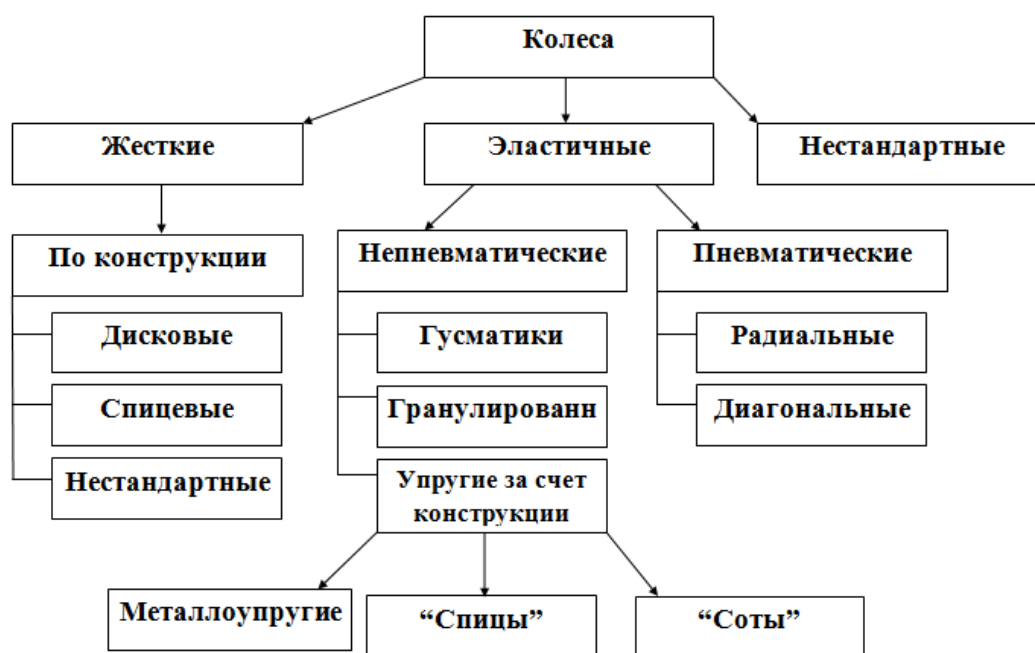 Колеса
Жесткие
Эластичные
Нестандартные
По конструкции
Непневматические
Пневматические
Дисковые
Гусматики
Радиальные
Спицевые
Гранулированн
Диагональные
Нестандартные
Упругие за счет
конструкции
Металлоупругие
“Спицы”
“Соты”